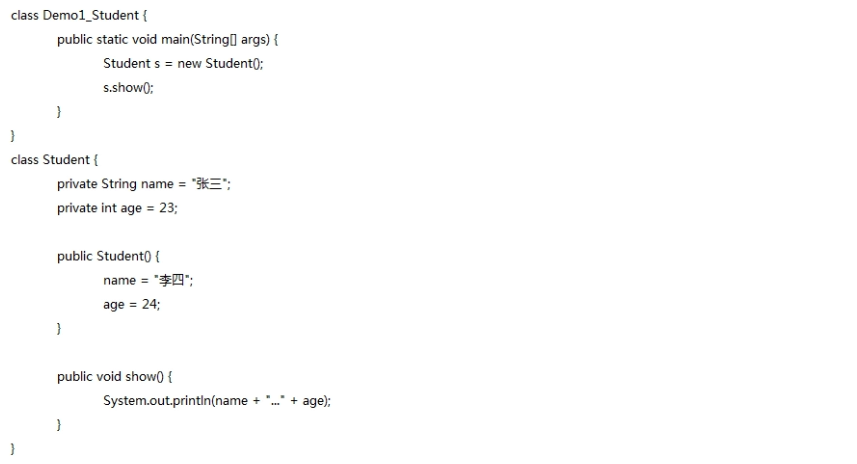 class Demo1_Student {
public static void main(String[] args) {
Student s = new Student();
s.show();
}
}
class Student {
private String name = "张三";
private int age = 23;
public Student() {
name = "李四";
age = 24;
}
public void show() {
System.out.println(name + "..." + age);
}
}